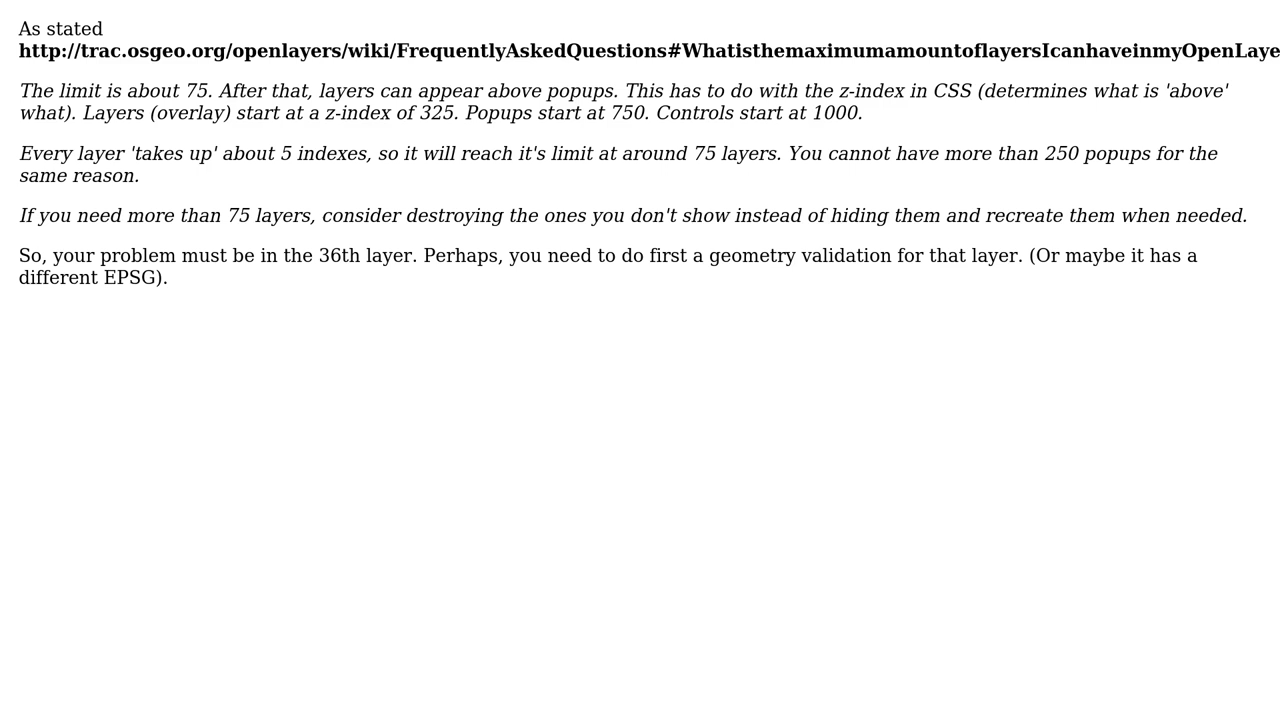 As stated
http://trac.osgeo.org/openlayers/wiki/FrequentlyAskedQuestions#WhatisthemaximumamountoflayersIcanhaveinmyOpenLaye
The limit is about 75. After that, layers can appear above popups. This has to do with the z-index in CSS (determines what is 'above'
what). Layers (overlay) start at a z-index of 325. Popups start at 750. Controls start at 1000.
Every layer 'takes up' about 5 indexes, so it will reach it's limit at around 75 layers. You cannot have more than 250 popups for the
same reason.
If you need more than 75 layers, consider destroying the ones you don't show instead of hiding them and recreate them when needed.
So, your problem must be in the 36th layer. Perhaps, you need to do first a geometry validation for that layer. (Or maybe it has a
different EPSG).